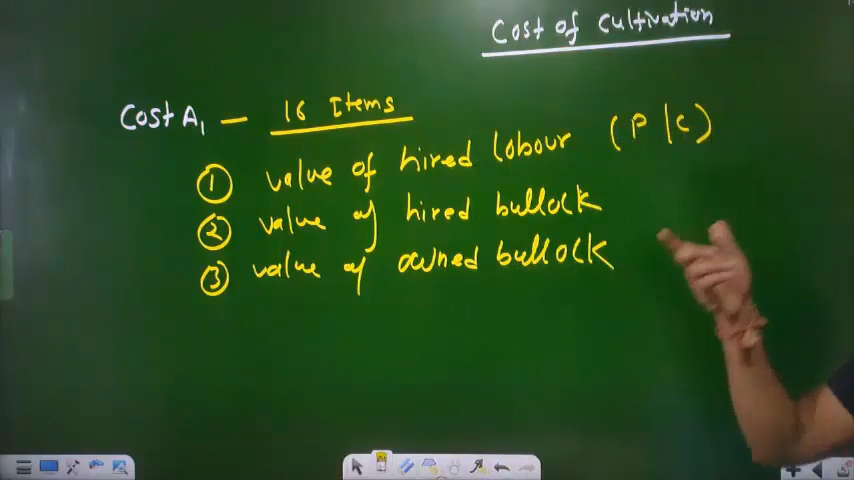 Cost of Cultivation
Cost A₁ — 16 Items
① value of hired labour (P/C)
② value of hired bullock
③ value of owned bullock